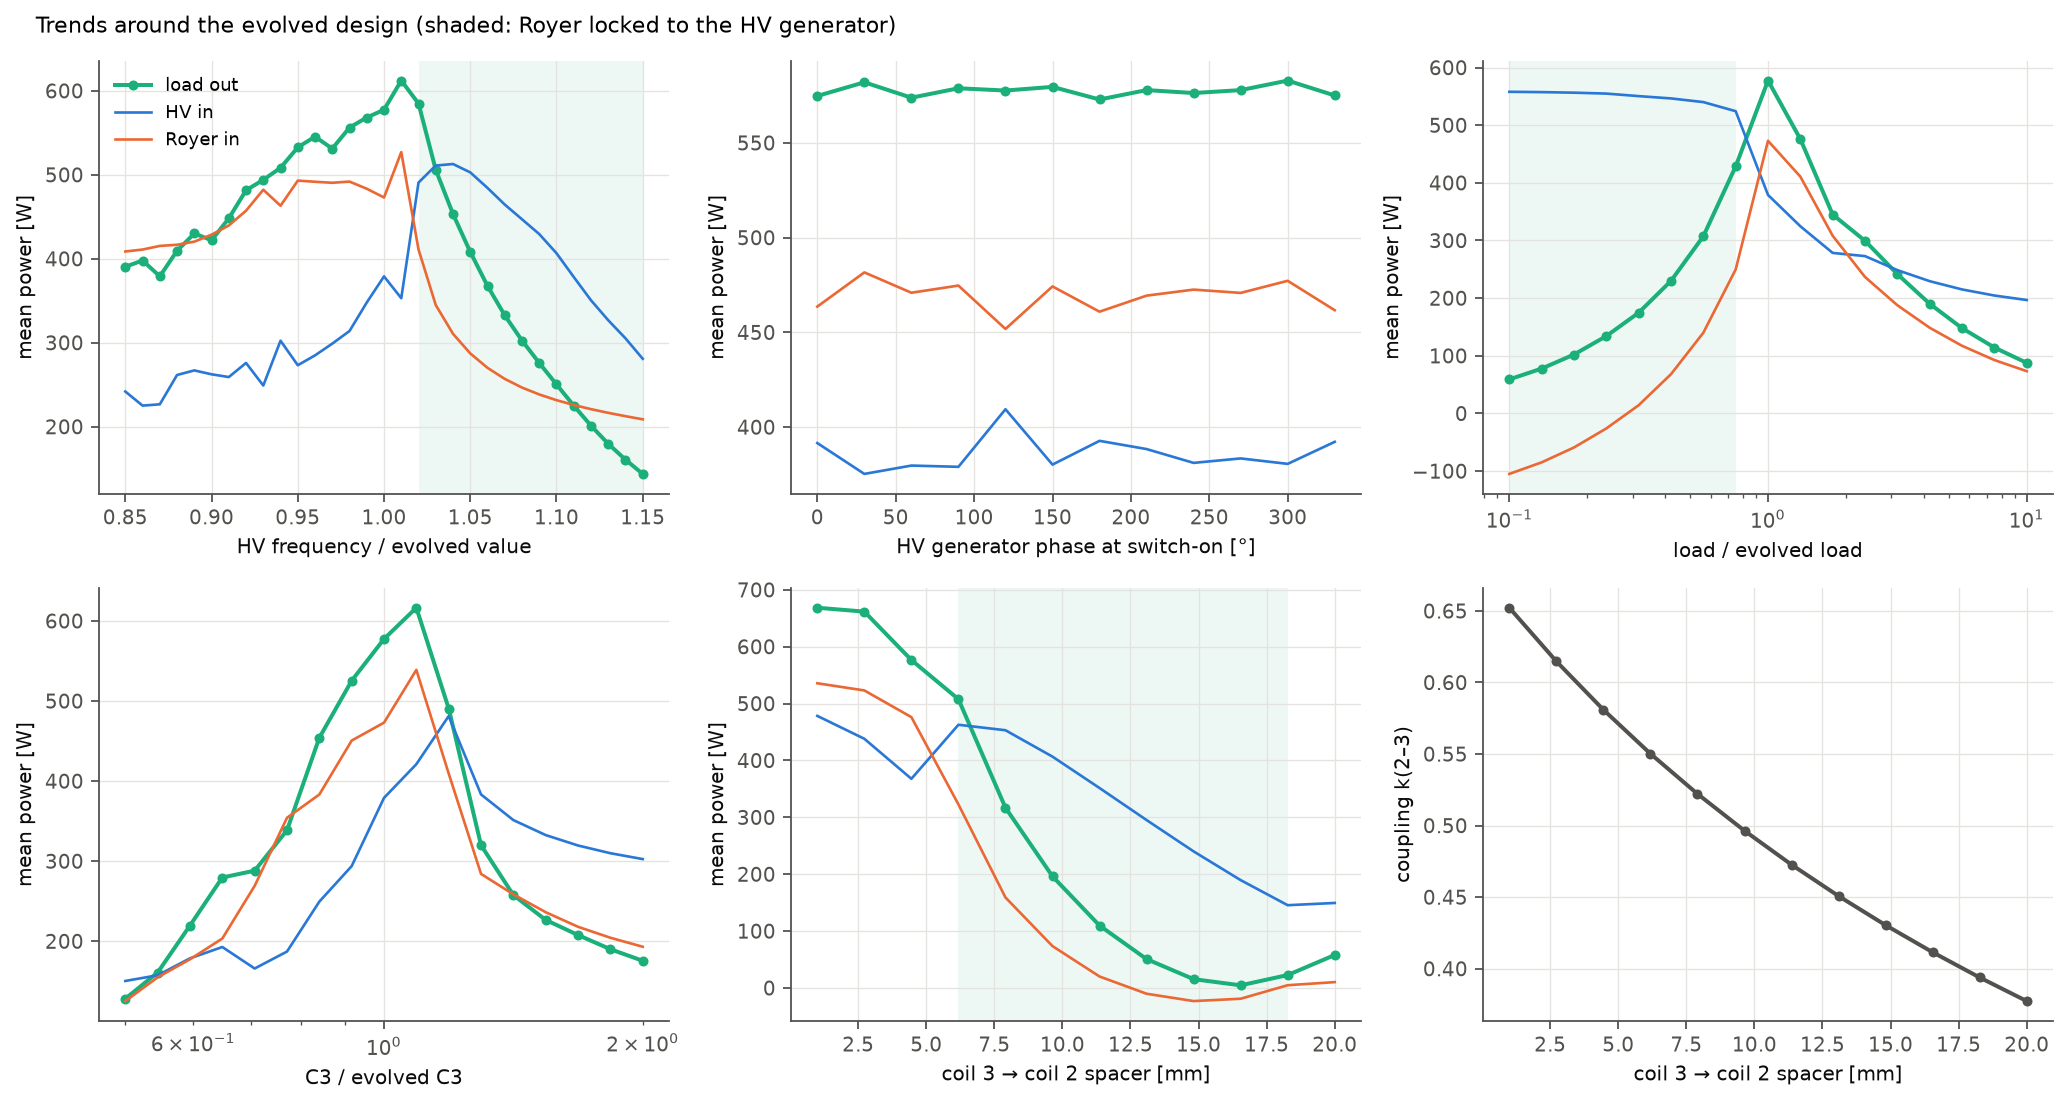 Trends around the evolved design (shaded: Royer locked to the HV generator)
load out
HV in
Royer in
mean power [W]
600
500
400
300
200
0.85 0.90 0.95 1.00 1.05 1.10 1.15
HV frequency / evolved value
mean power [W]
550
500
450
400
0 50 100 150 200 250 300
HV generator phase at switch-on [°]
mean power [W]
600
500
400
300
200
100
0
−100
10⁻¹ 10⁰ 10¹
load / evolved load
mean power [W]
600
500
400
300
200
6 × 10⁻¹ 10⁰ 2 × 10⁰
C3 / evolved C3
mean power [W]
700
600
500
400
300
200
100
0
2.5 5.0 7.5 10.0 12.5 15.0 17.5 20.0
coil 3 → coil 2 spacer [mm]
coupling k(2–3)
0.65
0.60
0.55
0.50
0.45
0.40
2.5 5.0 7.5 10.0 12.5 15.0 17.5 20.0
coil 3 → coil 2 spacer [mm]